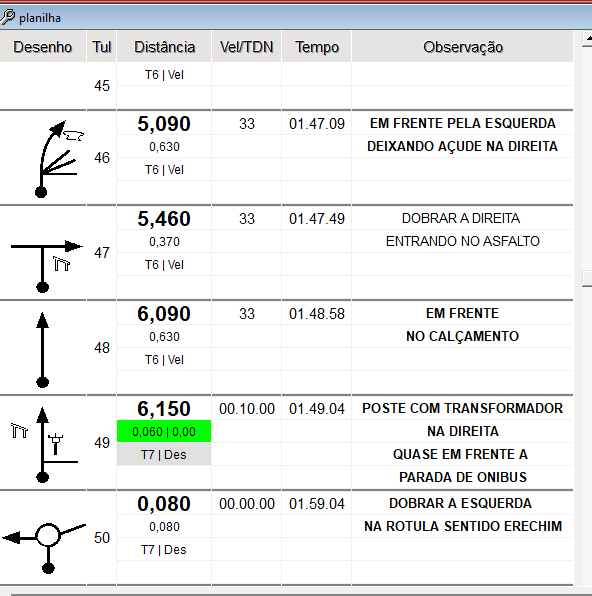 planilha
Desenho Tul Distância Vel/TDN Tempo Observação
45 T6 | Vel
46 5,090 33 01.47.09 EM FRENTE PELA ESQUERDA
0,630 DEIXANDO AÇUDE NA DIREITA
T6 | Vel
47 5,460 33 01.47.49 DOBRAR A DIREITA
0,370 ENTRANDO NO ASFALTO
T6 | Vel
48 6,090 33 01.48.58 EM FRENTE
0,630 NO CALÇAMENTO
T6 | Vel
49 6,150 00.10.00 01.49.04 POSTE COM TRANSFORMADOR
0,060 | 0,00 NA DIREITA
T7 | Des QUASE EM FRENTE A
PARADA DE ONIBUS
50 0,080 00.00.00 01.59.04 DOBRAR A ESQUERDA
0,080 NA ROTULA SENTIDO ERECHIM
T7 | Des